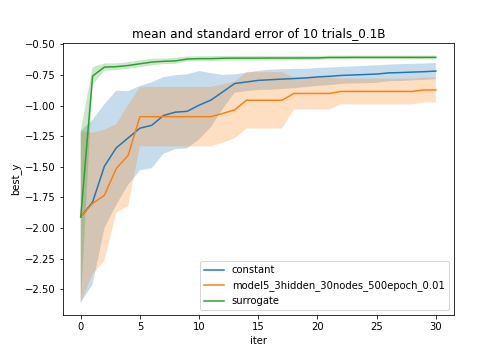 mean and standard error of 10 trials_0.1B
−0.50
−0.75
−1.00
−1.25
−1.50
−1.75
−2.00
−2.25
−2.50
best_y
constant
model5_3hidden_30nodes_500epoch_0.01
surrogate
0 5 10 15 20 25 30
iter